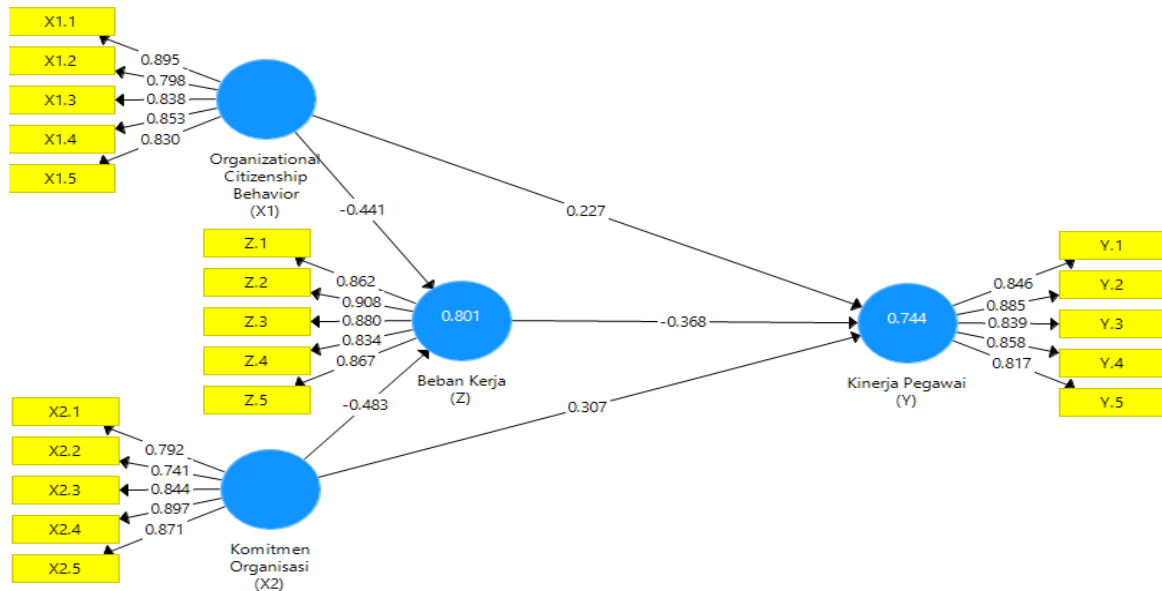 X1.1
X1.2
X1.3
X1.4
X1.5
0.895
0.798
0.838
0.853
0.830
Organizational
Citizenship
Behavior
(X1)
-0.441
0.227
Z.1
Z.2
Z.3
Z.4
Z.5
0.862
0.908
0.880
0.834
0.867
0.801
Beban Kerja
(Z)
-0.368
0.744
Kinerja Pegawai
(Y)
0.846
0.885
0.839
0.858
0.817
Y.1
Y.2
Y.3
Y.4
Y.5
-0.483
0.307
X2.1
X2.2
X2.3
X2.4
X2.5
0.792
0.741
0.844
0.897
0.871
Komitmen
Organisasi
(X2)